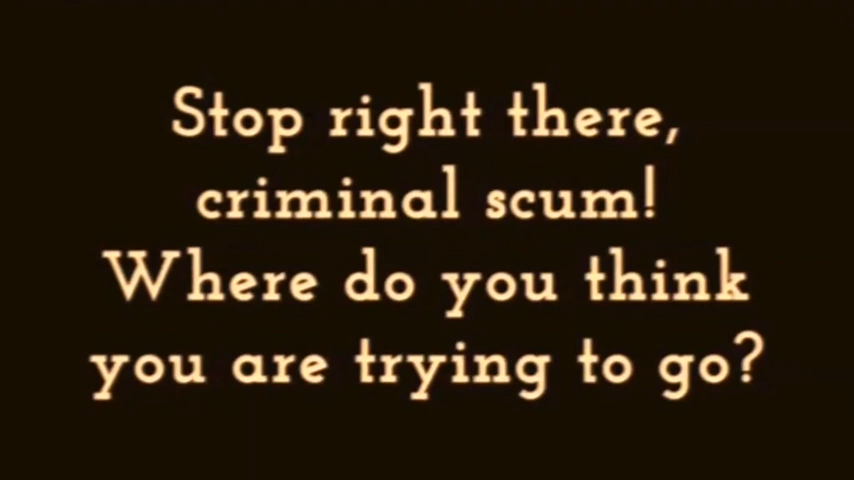 Stop right there,
criminal scum!
Where do you think
you are trying to go?